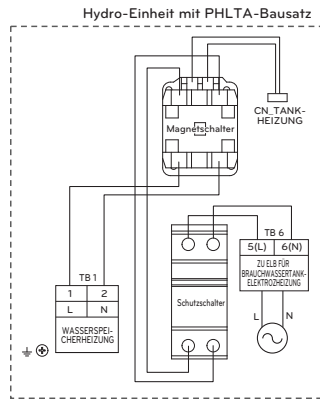 Hydro-Einheit mit PHLTA-Bausatz
CN_TANK-
HEIZUNG
Magnetschalter
TB 6
5(L) 6(N)
ZU ELB FÜR
BRAUCHWASSERTANK-
ELEKTROZHEIZUNG
TB 1
1 2
L N
WASSERSPEI-
CHERHEIZUNG
Schutzschalter
L N